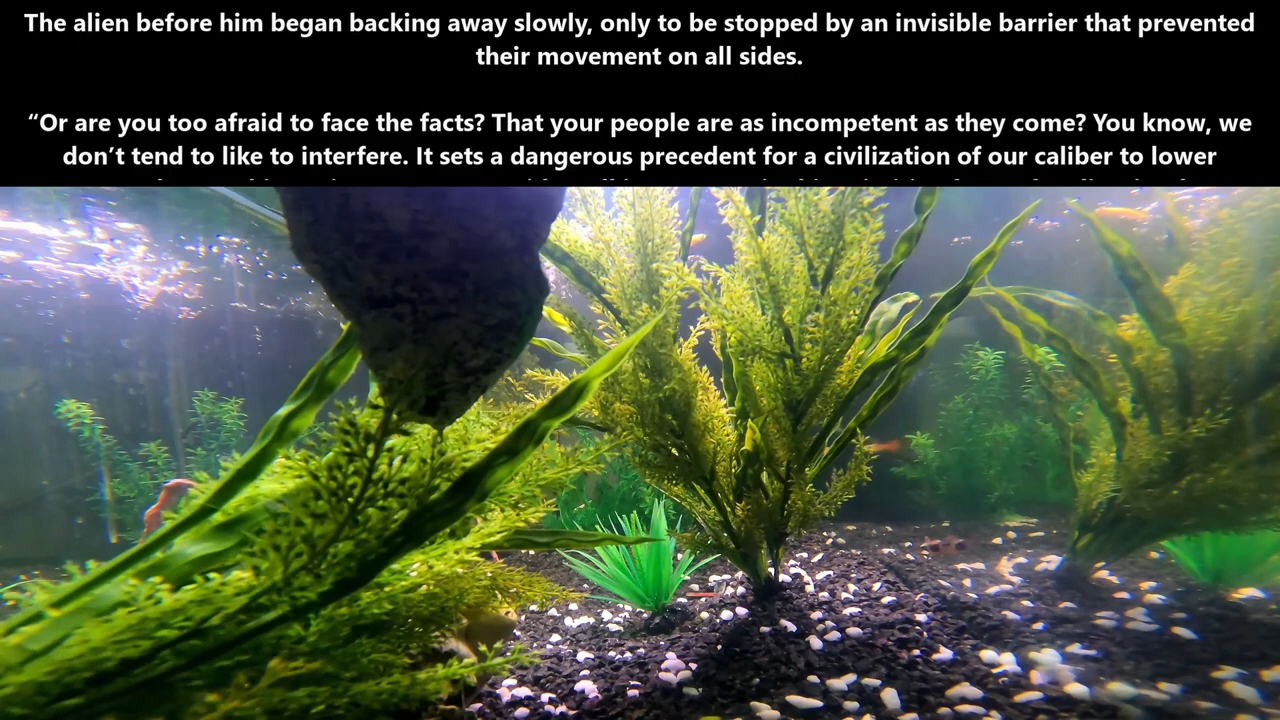 The alien before him began backing away slowly, only to be stopped by an invisible barrier that prevented
their movement on all sides.
“Or are you too afraid to face the facts? That your people are as incompetent as they come? You know, we
don’t tend to like to interfere. It sets a dangerous precedent for a civilization of our caliber to lower